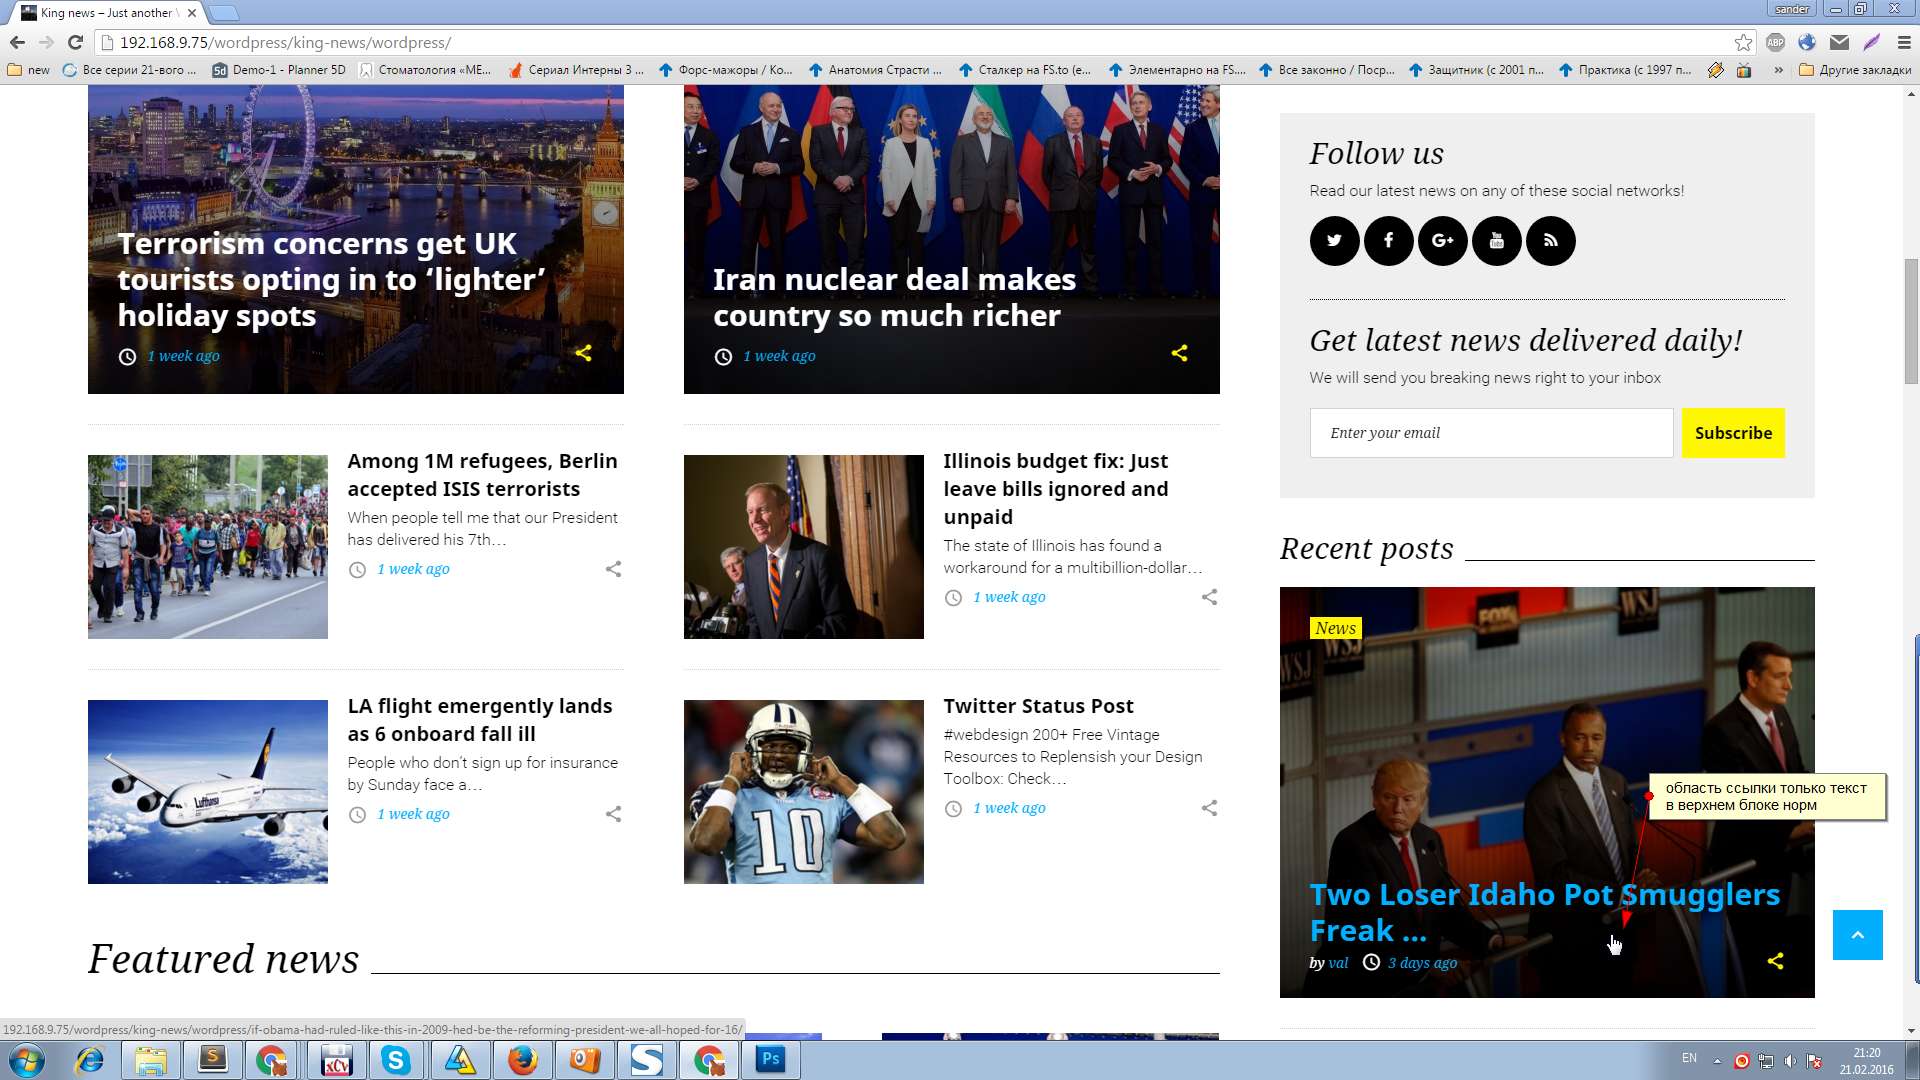 King news – Just another
sander
192.168.9.75/wordpress/king-news/wordpress/
ABP
new
Все серии 21-вого ...
5d
Demo-1 - Planner 5D
Стоматология «МЕ...
Сериал Интерны 3 ...
Форс-мажоры / Ко...
Анатомия Страсти ...
Сталкер на FS.to (е...
Элементарно на FS....
Все законно / Поср...
Защитник (с 2001 п...
Практика (с 1997 п...
»
Другие закладки
Terrorism concerns get UK
tourists opting in to ‘lighter’
holiday spots
1 week ago
Iran nuclear deal makes
country so much richer
1 week ago
Among 1M refugees, Berlin
accepted ISIS terrorists
When people tell me that our President
has delivered his 7th…
1 week ago
Illinois budget fix: Just
leave bills ignored and
unpaid
The state of Illinois has found a
workaround for a multibillion-dollar…
1 week ago
LA flight emergently lands
as 6 onboard fall ill
People who don’t sign up for insurance
by Sunday face a…
1 week ago
Lufthansa
Twitter Status Post
#webdesign 200+ Free Vintage
Resources to Replensish your Design
Toolbox: Check…
1 week ago
10
Featured news
Follow us
Read our latest news on any of these social networks!
G+
You
Tube
Get latest news delivered daily!
We will send you breaking news right to your inbox
Enter your email
Subscribe
Recent posts
News
FOX
WSJ
WSJ
WSJ
область ссылки только текст
в верхнем блоке норм
Two Loser Idaho Pot Smugglers
Freak ...
by val
3 days ago
192.168.9.75/wordpress/king-news/wordpress/if-obama-had-ruled-like-this-in-2009-hed-be-the-reforming-president-we-all-hoped-for-16/
S
xCv
S
S
Ps
EN
21:20
21.02.2016